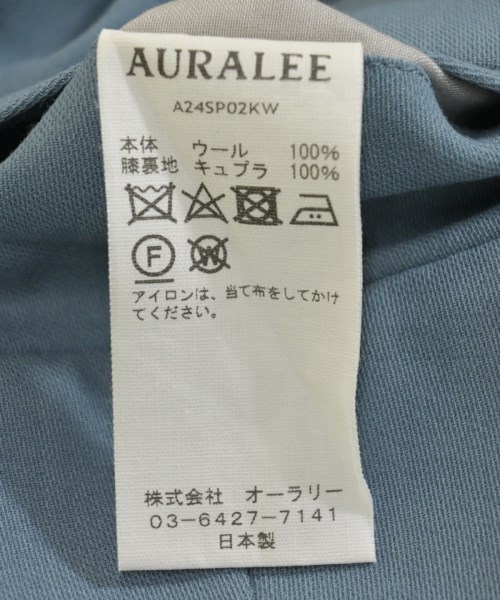 AURALEE
A24SP02KW
本体 ウール 100%
膝裏地 キュプラ 100%
F W
アイロンは、当て布をしてかけ
てください。
株式会社 オーラリー
03-6427-7141
日本製